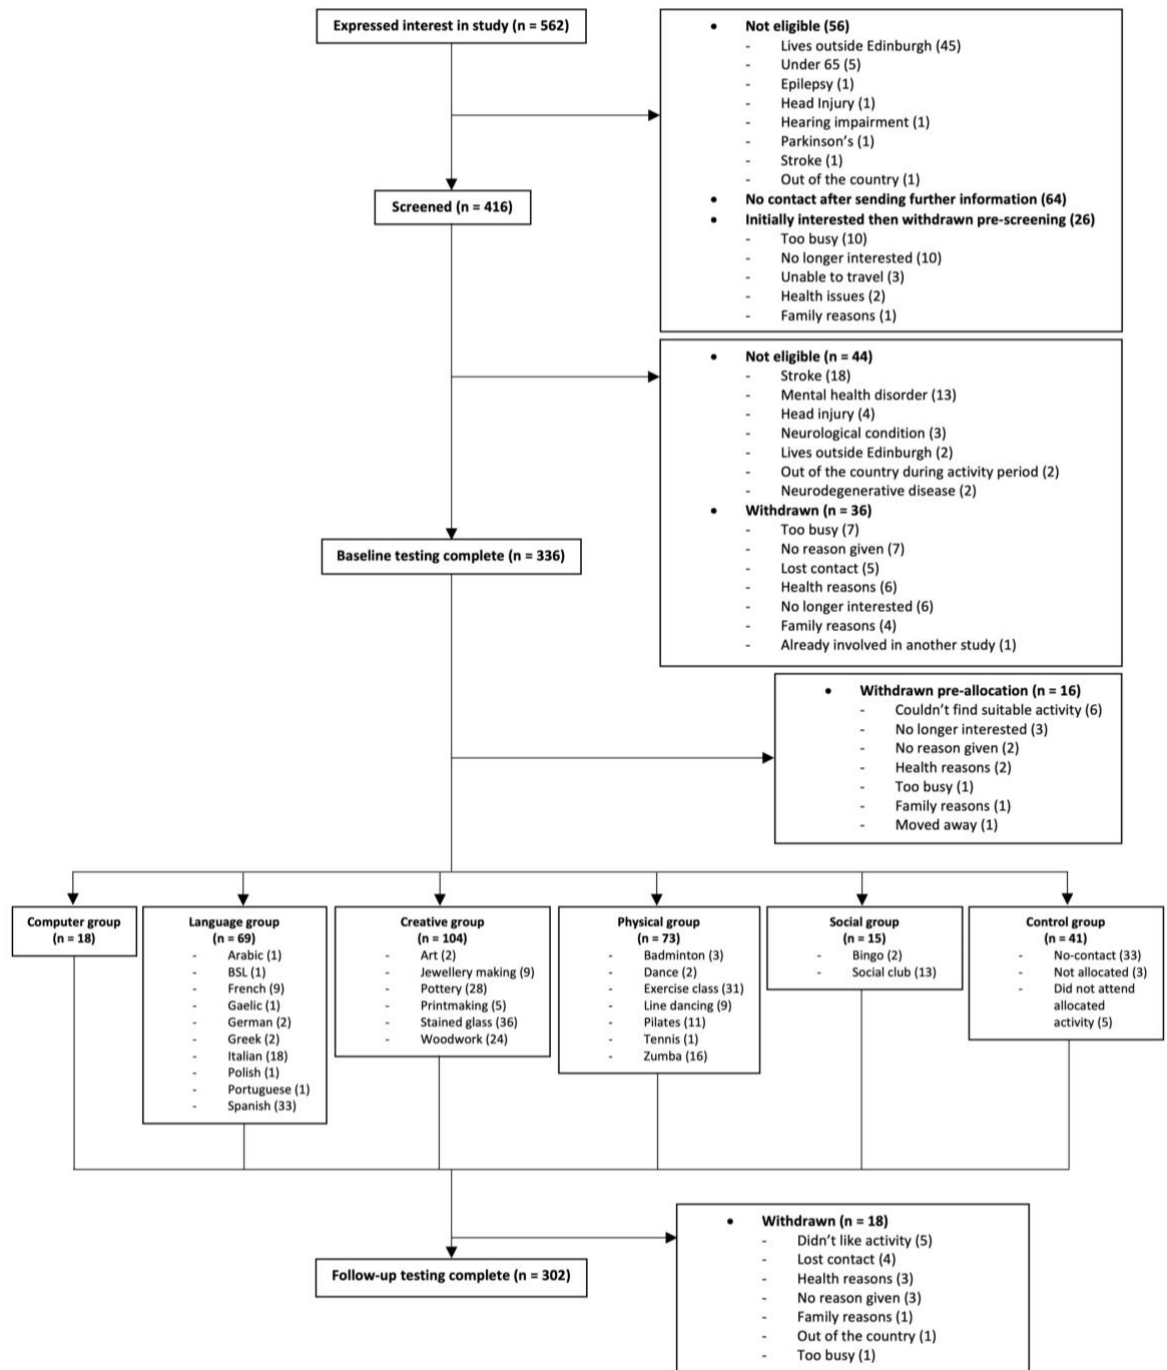 Expressed interest in study (n = 562)
• Not eligible (56)
- Lives outside Edinburgh (45)
- Under 65 (5)
- Epilepsy (1)
- Head Injury (1)
- Hearing impairment (1)
- Parkinson's (1)
- Stroke (1)
- Out of the country (1)
• No contact after sending further information (64)
• Initially interested then withdrawn pre-screening (26)
- Too busy (10)
- No longer interested (10)
- Unable to travel (3)
- Health issues (2)
- Family reasons (1)
Screened (n = 416)
• Not eligible (n = 44)
- Stroke (18)
- Mental health disorder (13)
- Head injury (4)
- Neurological condition (3)
- Lives outside Edinburgh (2)
- Out of the country during activity period (2)
- Neurodegenerative disease (2)
• Withdrawn (n = 36)
- Too busy (7)
- No reason given (7)
- Lost contact (5)
- Health reasons (6)
- No longer interested (6)
- Family reasons (4)
- Already involved in another study (1)
Baseline testing complete (n = 336)
• Withdrawn pre-allocation (n = 16)
- Couldn't find suitable activity (6)
- No longer interested (3)
- No reason given (2)
- Health reasons (2)
- Too busy (1)
- Family reasons (1)
- Moved away (1)
Computer group
(n = 18)
Language group
(n = 69)
- Arabic (1)
- BSL (1)
- French (9)
- Gaelic (1)
- German (2)
- Greek (2)
- Italian (18)
- Polish (1)
- Portuguese (1)
- Spanish (33)
Creative group
(n = 104)
- Art (2)
- Jewellery making (9)
- Pottery (28)
- Printmaking (5)
- Stained glass (36)
- Woodwork (24)
Physical group
(n = 73)
- Badminton (3)
- Dance (2)
- Exercise class (31)
- Line dancing (9)
- Pilates (11)
- Tennis (1)
- Zumba (16)
Social group
(n = 15)
- Bingo (2)
- Social club (13)
Control group
(n = 41)
- No-contact (33)
- Not allocated (3)
- Did not attend
allocated
activity (5)
• Withdrawn (n = 18)
- Didn't like activity (5)
- Lost contact (4)
- Health reasons (3)
- No reason given (3)
- Family reasons (1)
- Out of the country (1)
- Too busy (1)
Follow-up testing complete (n = 302)